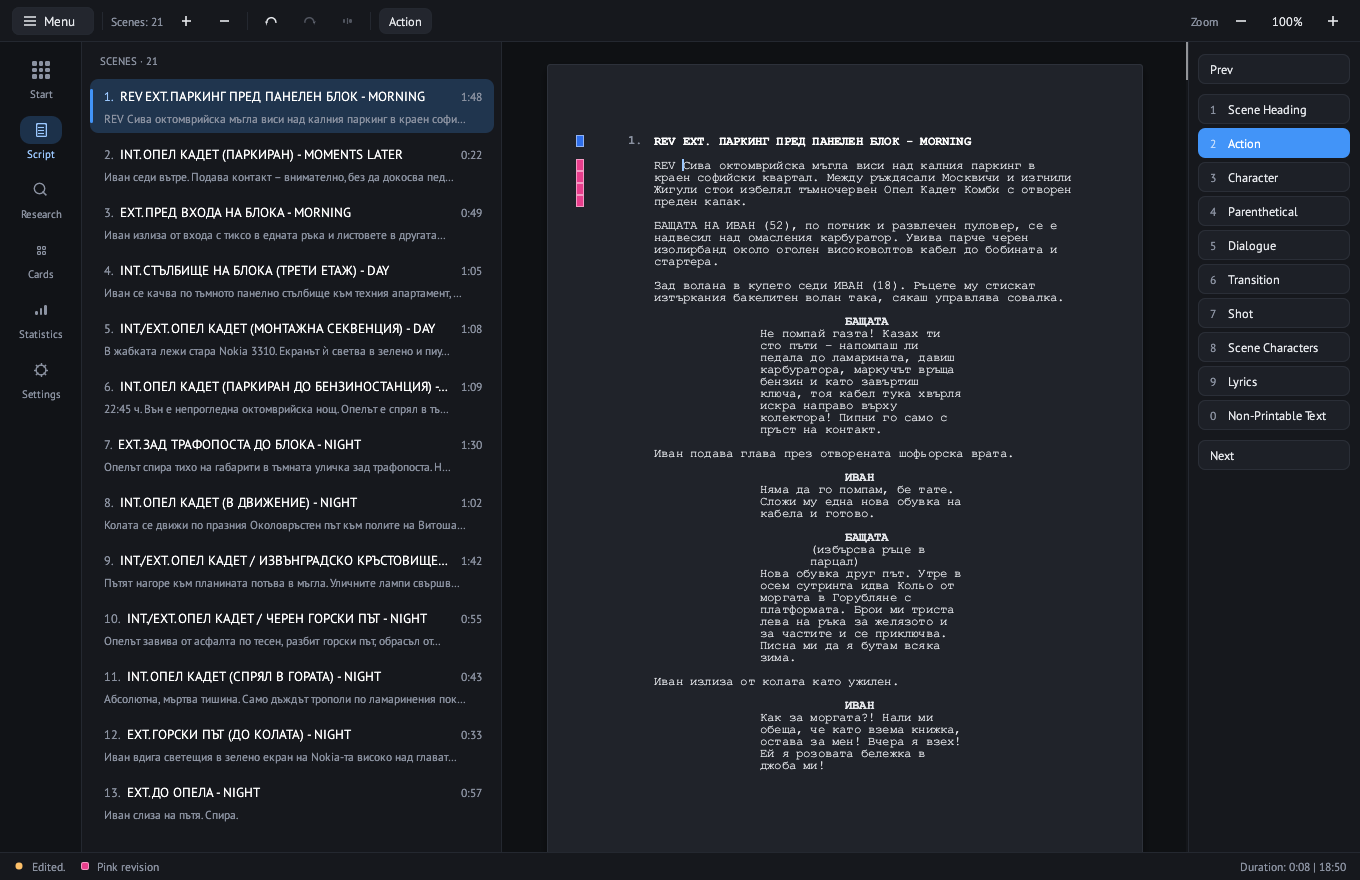 Menu
Scenes: 21
Action
Zoom
100%
Start
Script
Research
Cards
Statistics
Settings
SCENES · 21
1. REV EXT. ПАРКИНГ ПРЕД ПАНЕЛЕН БЛОК - MORNING 1:48
REV Сива октомврийска мъгла виси над калния паркинг в краен софи...
2. INT. ОПЕЛ КАДЕТ (ПАРКИРАН) - MOMENTS LATER 0:22
Иван седи вътре. Подава контакт – внимателно, без да докосва пед...
3. EXT. ПРЕД ВХОДА НА БЛОКА - MORNING 0:49
Иван излиза от входа с тиксо в едната ръка и листовете в другата...
4. INT. СТЪЛБИЩЕ НА БЛОКА (ТРЕТИ ЕТАЖ) - DAY 1:05
Иван се качва по тъмното панелно стълбище към техния апартамент, ...
5. INT./EXT. ОПЕЛ КАДЕТ (МОНТАЖНА СЕКВЕНЦИЯ) - DAY 1:08
В жабката лежи стара Nokia 3310. Екранът ѝ светва в зелено и пиу...
6. INT. ОПЕЛ КАДЕТ (ПАРКИРАН ДО БЕНЗИНОСТАНЦИЯ) -... 1:09
22:45 ч. Вън е непрогледна октомврийска нощ. Опелът е спрял в тъ...
7. EXT. ЗАД ТРАФОПОСТА ДО БЛОКА - NIGHT 1:30
Опелът спира тихо на габарити в тъмната уличка зад трафопоста. Н...
8. INT. ОПЕЛ КАДЕТ (В ДВИЖЕНИЕ) - NIGHT 1:02
Колата се движи по празния Околовръстен път към полите на Витоша...
9. INT./EXT. ОПЕЛ КАДЕТ / ИЗВЪНГРАДСКО КРЪСТОВИЩЕ... 1:42
Пътят нагоре към планината потъва в мъгла. Уличните лампи свършв...
10. INT./EXT. ОПЕЛ КАДЕТ / ЧЕРЕН ГОРСКИ ПЪТ - NIGHT 0:55
Опелът завива от асфалта по тесен, разбит горски път, обрасъл от...
11. INT. ОПЕЛ КАДЕТ (СПРЯЛ В ГОРАТА) - NIGHT 0:43
Абсолютна, мъртва тишина. Само дъждът трополи по ламаринения пок...
12. EXT. ГОРСКИ ПЪТ (ДО КОЛАТА) - NIGHT 0:33
Иван вдига светещия в зелено екран на Nokia-та високо над глават...
13. EXT. ДО ОПЕЛА - NIGHT 0:57
Иван слиза на пътя. Спира.
1. REV EXT. ПАРКИНГ ПРЕД ПАНЕЛЕН БЛОК - MORNING
REV Сива октомврийска мъгла виси над калния паркинг в
краен софийски квартал. Между ръждясали Москвичи и изгнили
Жигули стои избелял тъмночервен Опел Кадет Комби с отворен
преден капак.
БАЩАТА НА ИВАН (52), по потник и развлечен пуловер, се е
надвесил над омасления карбуратор. Увива парче черен
изолирбанд около оголен високоволтов кабел до бобината и
стартера.
Зад волана в купето седи ИВАН (18). Ръцете му стискат
изтъркания бакелитен волан така, сякаш управлява совалка.
БАЩАТА
Не помпай газта! Казах ти
сто пъти – напомпаш ли
педала до ламарината, давиш
карбуратора, маркучът връща
бензин и като завъртиш
ключа, тоя кабел тука хвърля
искра направо върху
колектора! Пипни го само с
пръст на контакт.
Иван подава глава през отворената шофьорска врата.
ИВАН
Няма да го помпам, бе тате.
Сложи му една нова обувка на
кабела и готово.
БАЩАТА
(избърсва ръце в
парцал)
Нова обувка друг път. Утре в
осем сутринта идва Кольо от
моргата в Горубляне с
платформата. Брои ми триста
лева на ръка за желязото и
за частите и се приключва.
Писна ми да я бутам всяка
зима.
Иван излиза от колата като ужилен.
ИВАН
Как за моргата?! Нали ми
обеща, че като взема книжка,
остава за мен! Вчера я взех!
Ей я розовата бележка в
джоба ми!
Prev
1 Scene Heading
2 Action
3 Character
4 Parenthetical
5 Dialogue
6 Transition
7 Shot
8 Scene Characters
9 Lyrics
0 Non-Printable Text
Next
Edited.
Pink revision
Duration: 0:08 | 18:50